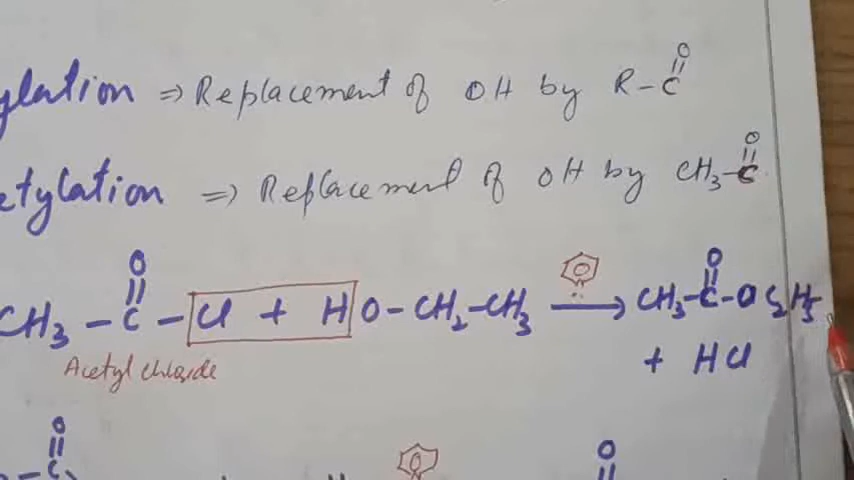 ylation ⇒ Replacement of OH by R-C
O
etylation ⇒ Replacement of OH by CH3-C
O
O
CH3-C-Cl + HO-CH2-CH3 → CH3-C-OC2H5
O
Acetyl chloride
+ HCl
O
C
O